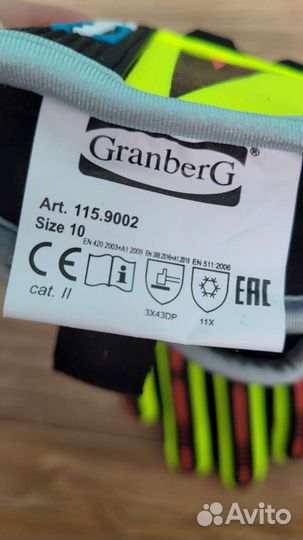 GranberG ®
Art. 115.9002
Size 10
EN 420 2003+A1 2009 EN 388:2016+A1:2018 EN 511:2006
CE i EAC
cat. II 3X43DP 11X
Avito